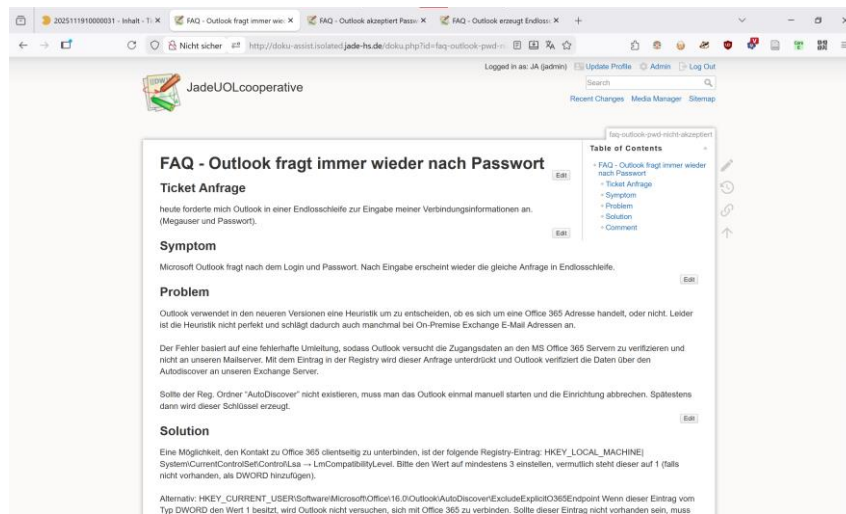 2025111910000031 - Inhalt - Ti
FAQ - Outlook fragt immer wie
FAQ - Outlook akzeptiert Passw
FAQ - Outlook erzeugt Endloss
Nicht sicher
http://doku-assist.isolated.jade-hs.de/doku.php?id=faq-outlook-pwd-n
Logged in as: JA (jadmin) Update Profile Admin Log Out
JadeUOLcooperative
Search
Recent Changes Media Manager Sitemap
faq-outlook-pwd-nicht-akzeptiert
Table of Contents
FAQ - Outlook fragt immer wieder
nach Passwort
Ticket Anfrage
Symptom
Problem
Solution
Comment
FAQ - Outlook fragt immer wieder nach Passwort
Edit
Ticket Anfrage
heute forderte mich Outlook in einer Endlosschleife zur Eingabe meiner Verbindungsinformationen an.
(Megauser und Passwort).
Edit
Symptom
Microsoft Outlook fragt nach dem Login und Passwort. Nach Eingabe erscheint wieder die gleiche Anfrage in Endlosschleife.
Edit
Problem
Outlook verwendet in den neueren Versionen eine Heuristik um zu entscheiden, ob es sich um eine Office 365 Adresse handelt, oder nicht. Leider
ist die Heuristik nicht perfekt und schlägt dadurch auch manchmal bei On-Premise Exchange E-Mail Adressen an.
Der Fehler basiert auf eine fehlerhafte Umleitung, sodass Outlook versucht die Zugangsdaten an den MS Office 365 Servern zu verifizieren und
nicht an unseren Mailserver. Mit dem Eintrag in der Registry wird dieser Anfrage unterdrückt und Outlook verifiziert die Daten über den
Autodiscover an unseren Exchange Server.
Sollte der Reg. Ordner "AutoDiscover" nicht existieren, muss man das Outlook einmal manuell starten und die Einrichtung abbrechen. Spätestens
dann wird dieser Schlüssel erzeugt.
Edit
Solution
Eine Möglichkeit, den Kontakt zu Office 365 clientseitig zu unterbinden, ist der folgende Registry-Eintrag: HKEY_LOCAL_MACHINE|
System\CurrentControlSet\Control\Lsa → LmCompatibilityLevel. Bitte den Wert auf mindestens 3 einstellen, vermutlich steht dieser auf 1 (falls
nicht vorhanden, als DWORD hinzufügen).
Alternativ: HKEY_CURRENT_USER\Software\Microsoft\Office\16.0\Outlook\AutoDiscover\ExcludeExplicitO365Endpoint Wenn dieser Eintrag vom
Typ DWORD den Wert 1 besitzt, wird Outlook nicht versuchen, sich mit Office 365 zu verbinden. Sollte dieser Eintrag nicht vorhanden sein, muss